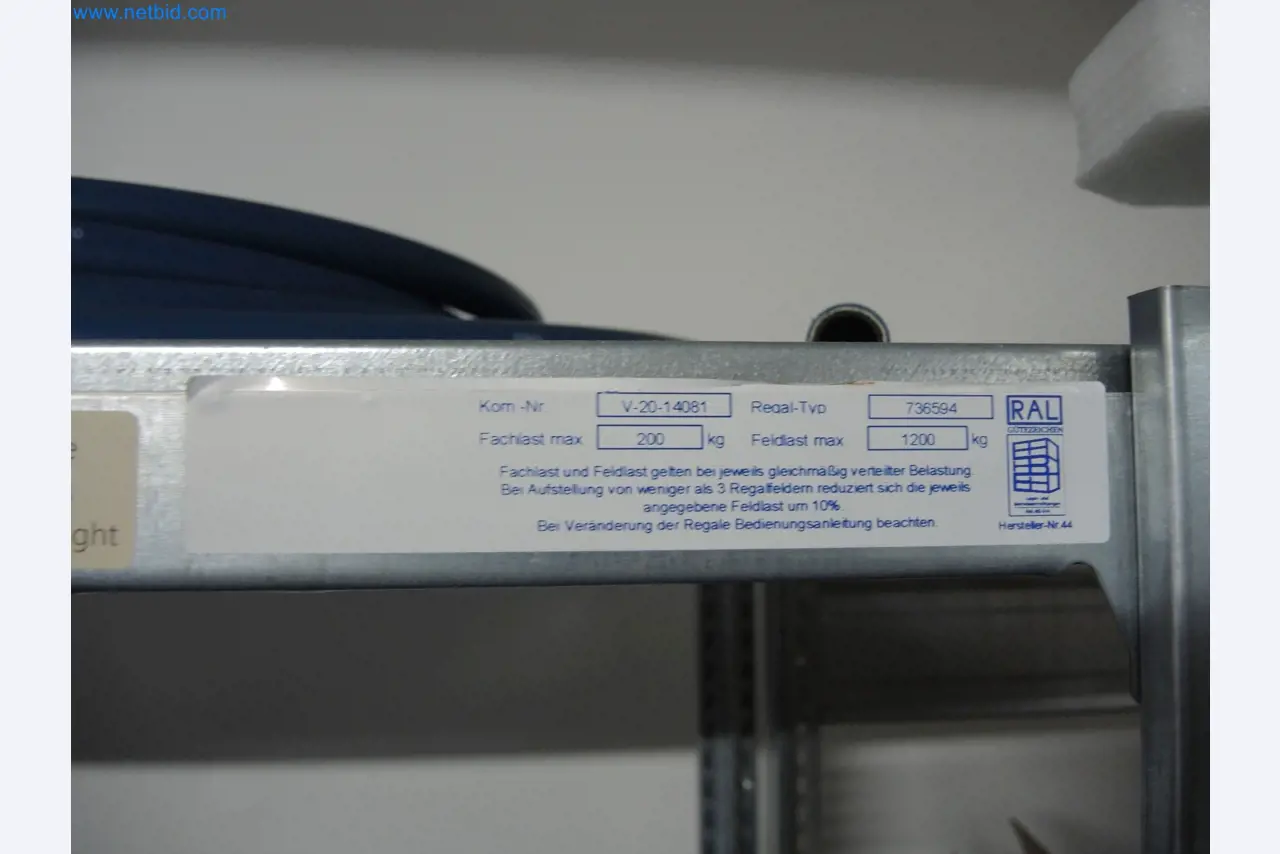 www.netbid.com
Kom -Nr. V-20-14081 Regal-Typ 736594
Fachlast max 200 kg Feldlast max 1200 kg
Fachlast und Feldlast gelten bei jeweils gleichmäßig verteilter Belastung.
Bei Aufstellung von weniger als 3 Regalfeldern reduziert sich die jeweils
angegebene Feldlast um 10%.
Bei Veränderung der Regale Bedienungsanleitung beachten.
RAL
GÜTEZEICHEN
Hersteller-Nr.44
ght